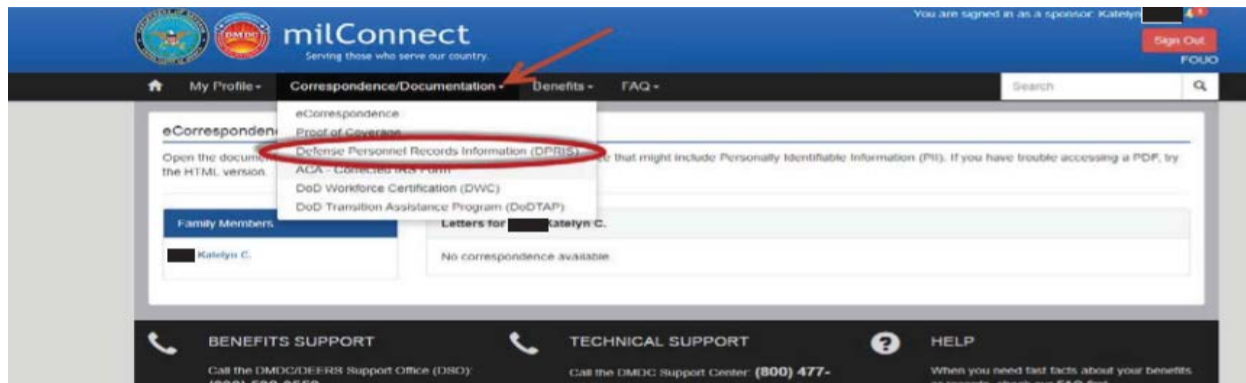 You are signed in as a sponsor: Katelyn
milConnect
Serving those who serve our country.
Sign Out
FOUO
My Profile
Correspondence/Documentation
Benefits
FAQ
Search
eCorrespondence
Proof of Coverage
Defense Personnel Records Information (DPRIS)
ACA - Corrected IRS Form
DoD Workforce Certification (DWC)
DoD Transition Assistance Program (DoDTAP)
eCorresponden
Open the docume
ce that might include Personally Identifiable Information (PII). If you have trouble accessing a PDF, try
the HTML version.
Family Members
Katelyn C.
Letters for Katelyn C.
No correspondence available.
BENEFITS SUPPORT
Call the DMDC/DEERS Support Office (DSO):
TECHNICAL SUPPORT
Call the DMDC Support Center: (800) 477-
HELP
When you need fast facts about your benefits